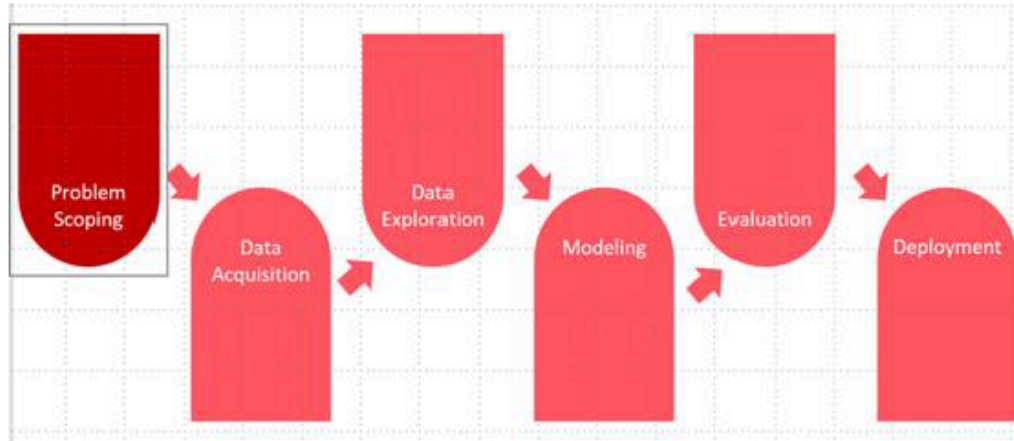 Problem
Scoping
Data
Acquisition
Data
Exploration
Modeling
Evaluation
Deployment